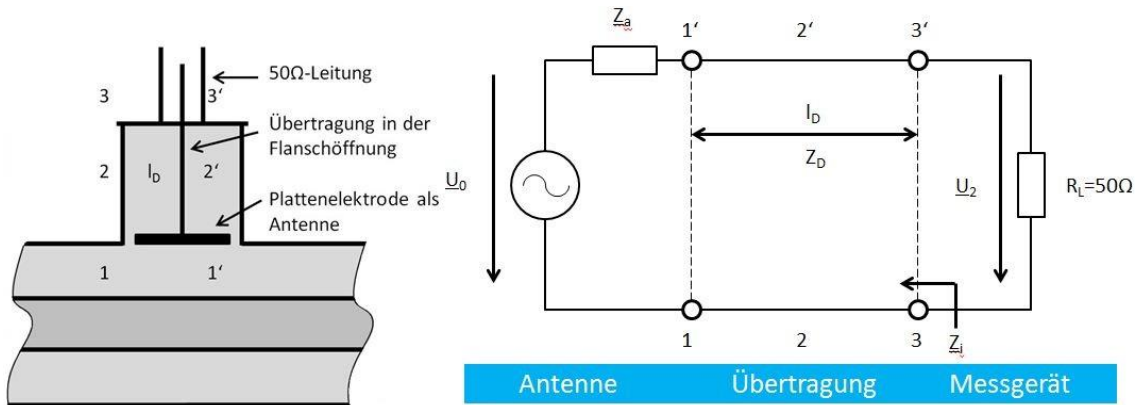 50Ω-Leitung
3
3‘
Übertragung in der
Flanschöffnung
2
l_D
2‘
Plattenelektrode als
Antenne
1
1‘
Z_a
1‘
2‘
3‘
l_D
Z_D
U_0
U_2
R_L=50Ω
1
2
3
Z_i
Antenne
Übertragung
Messgerät